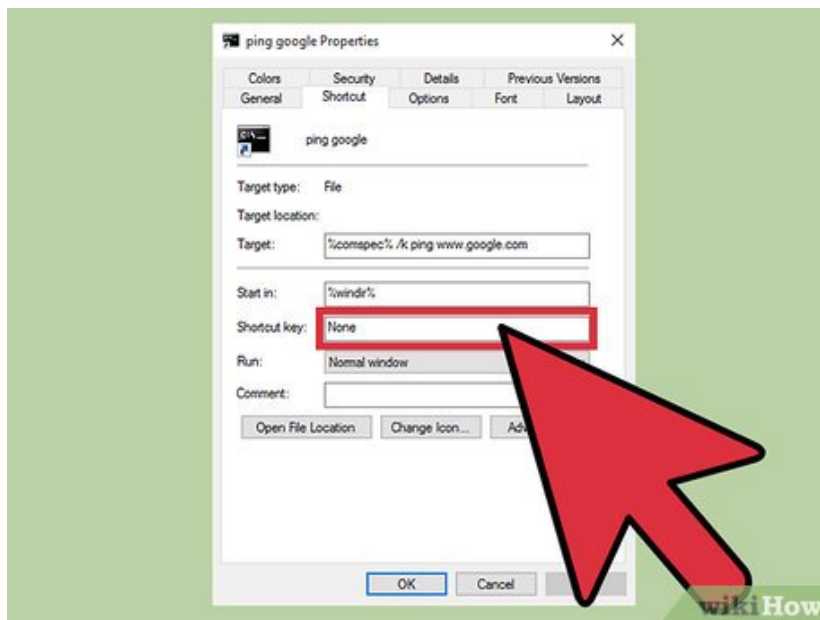 ping google Properties
Colors Security Details Previous Versions
General Shortcut Options Font Layout
ping google
Target type: File
Target location:
Target: %comspec% /k ping www.google.com
Start in: %windir%
Shortcut key: None
Run: Normal window
Comment:
Open File Location Change Icon...
OK Cancel
wikiHow